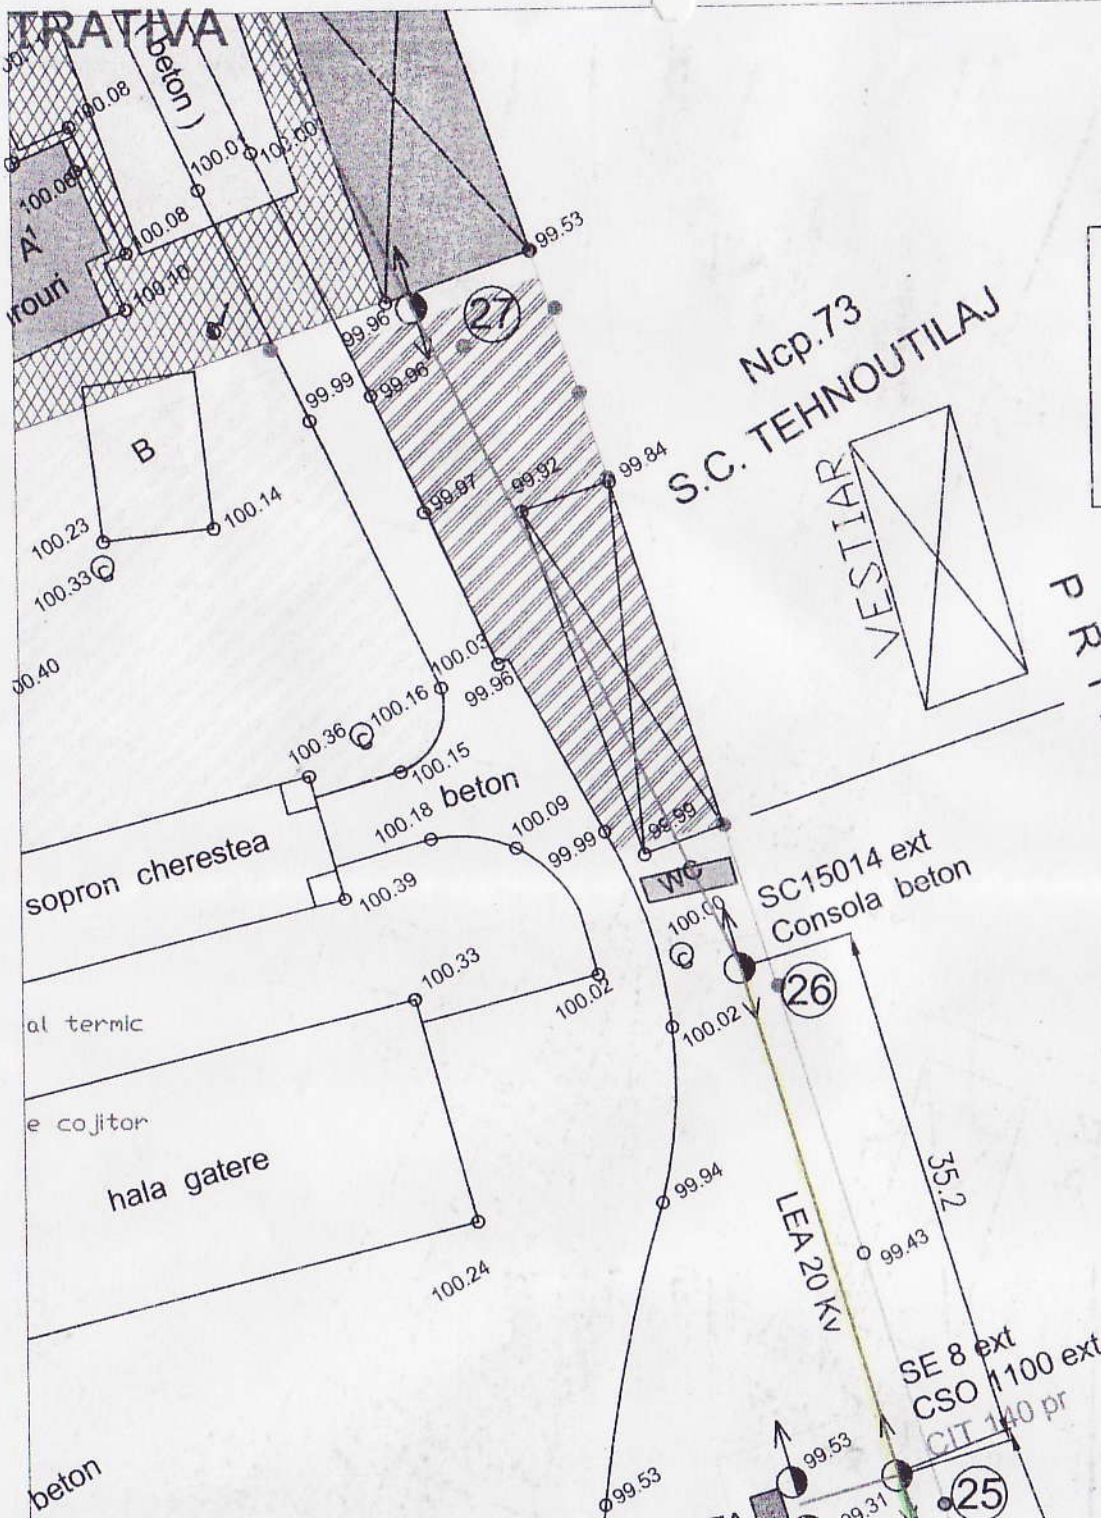 TRATIVA
beton )
100.08
100.01
100.00
100.08
100.08
A1
irouri
100.10
99.53
27
99.96
99.96
99.99
Ncp.73
S.C. TEHNOUTILAJ
B
99.97
99.92
99.84
VESTIAR
100.23
100.14
100.33
P R I
00.40
100.03
99.96
100.16
100.36
100.15
beton
100.18
100.09
99.99
99.99
sopron cherestea
100.39
WC
SC15014 ext
Consola beton
100.00
100.33
100.02
26
100.02
al termic
e cojitor
hala gatere
99.94
35.2
LEA 20 Kv
99.43
100.24
SE 8 ext
CSO 1100 ext
CIT 140 pr
beton
99.53
99.53
99.31
25